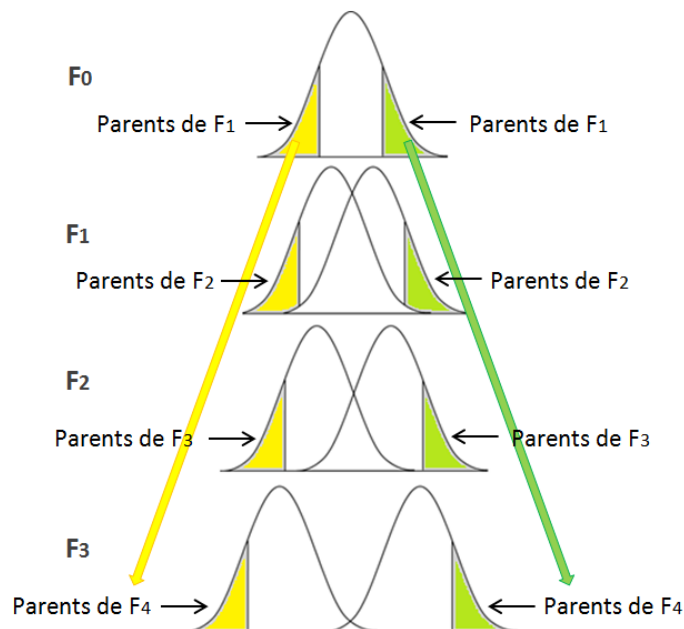 F0
Parents de F1
Parents de F1
F1
Parents de F2
Parents de F2
F2
Parents de F3
Parents de F3
F3
Parents de F4
Parents de F4